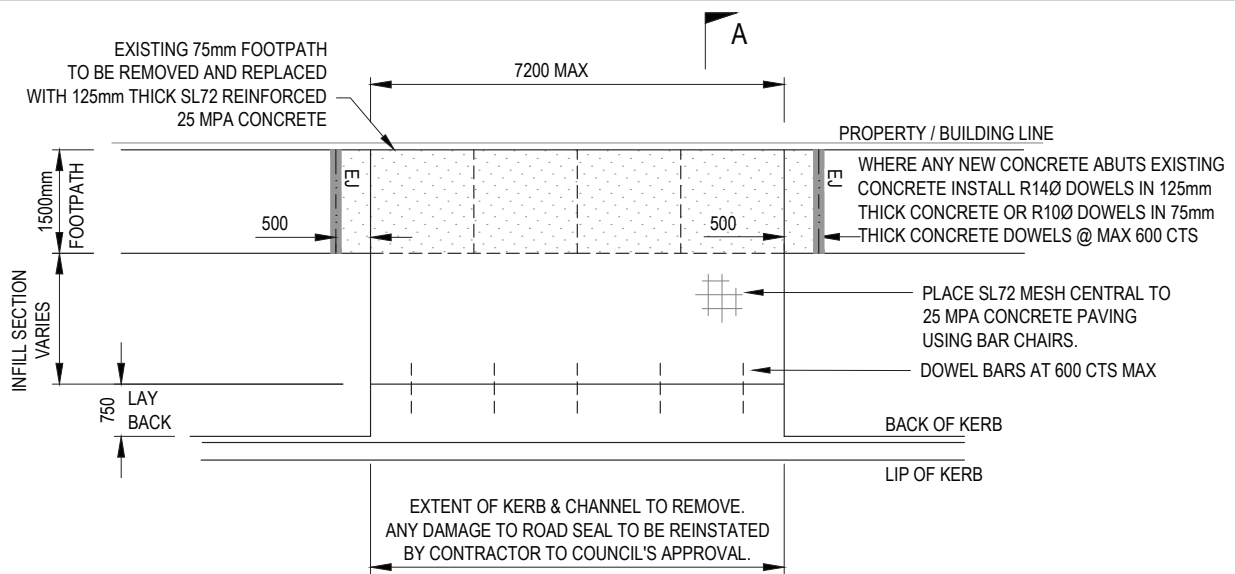 A
EXISTING 75mm FOOTPATH
TO BE REMOVED AND REPLACED
WITH 125mm THICK SL72 REINFORCED
25 MPA CONCRETE
7200 MAX
PROPERTY / BUILDING LINE
1500mm
FOOTPATH
EJ
500
500
EJ
WHERE ANY NEW CONCRETE ABUTS EXISTING
CONCRETE INSTALL R14Ø DOWELS IN 125mm
THICK CONCRETE OR R10Ø DOWELS IN 75mm
THICK CONCRETE DOWELS @ MAX 600 CTS
INFILL SECTION
VARIES
PLACE SL72 MESH CENTRAL TO
25 MPA CONCRETE PAVING
USING BAR CHAIRS.
DOWEL BARS AT 600 CTS MAX
750
LAY
BACK
BACK OF KERB
LIP OF KERB
EXTENT OF KERB & CHANNEL TO REMOVE.
ANY DAMAGE TO ROAD SEAL TO BE REINSTATED
BY CONTRACTOR TO COUNCIL'S APPROVAL.